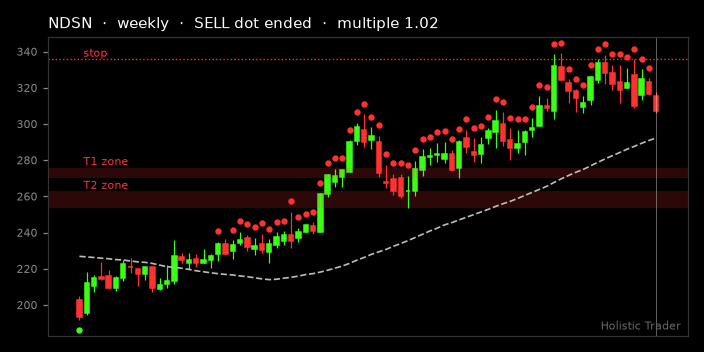 NDSN  ·  weekly  ·  SELL dot ended  ·  multiple 1.02
340
stop
320
300
280
T1 zone
T2 zone
260
240
220
200
Holistic Trader